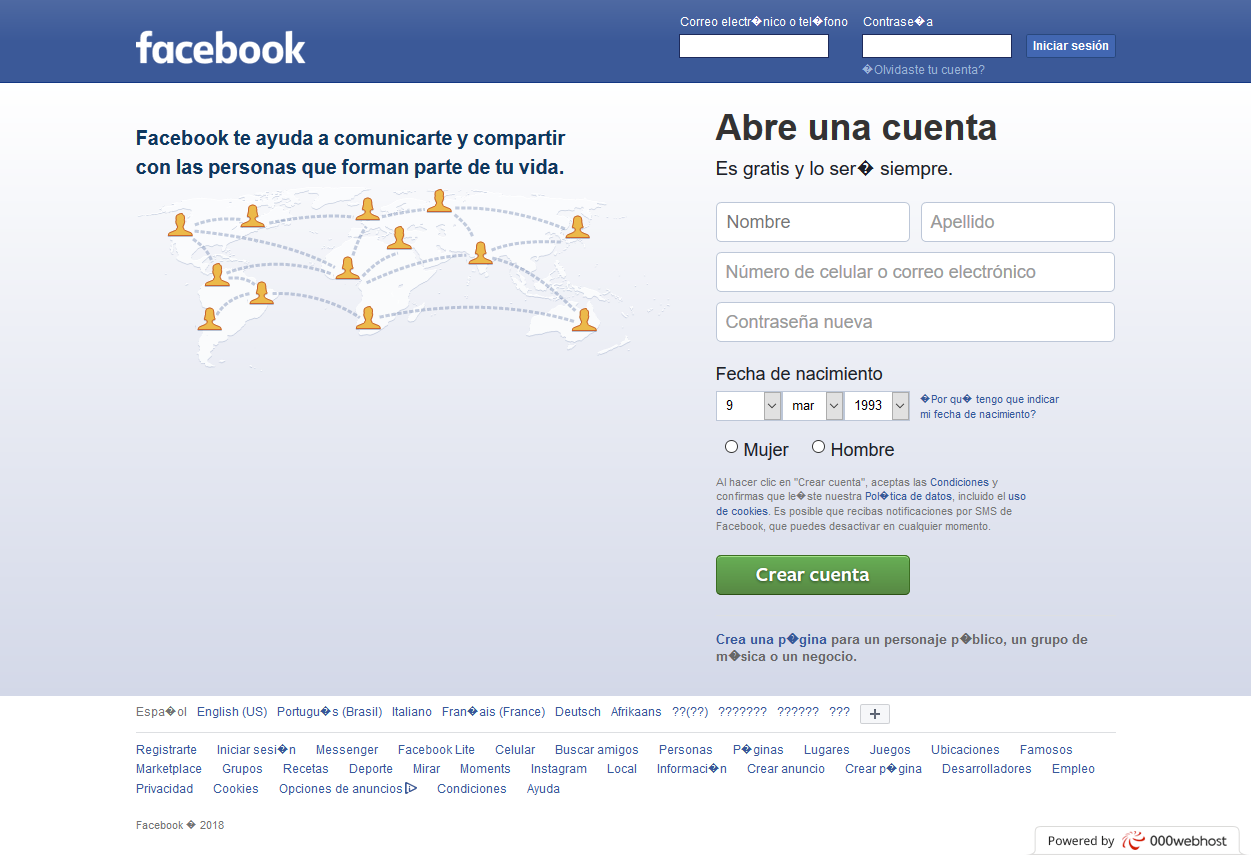 facebook
Correo electr�nico o tel�fono
Contrase�a
Iniciar sesión
�Olvidaste tu cuenta?
Facebook te ayuda a comunicarte y compartir
con las personas que forman parte de tu vida.
Abre una cuenta
Es gratis y lo ser� siempre.
Nombre
Apellido
Número de celular o correo electrónico
Contraseña nueva
Fecha de nacimiento
9
mar
1993
�Por qu� tengo que indicar
mi fecha de nacimiento?
Mujer
Hombre
Al hacer clic en "Crear cuenta", aceptas las Condiciones y
confirmas que le�ste nuestra Pol�tica de datos, incluido el uso
de cookies. Es posible que recibas notificaciones por SMS de
Facebook, que puedes desactivar en cualquier momento.
Crear cuenta
Crea una p�gina para un personaje p�blico, un grupo de
m�sica o un negocio.
Espa�ol English (US) Portugu�s (Brasil) Italiano Fran�ais (France) Deutsch Afrikaans ??(??) ??????? ?????? ??? +
Registrarte Iniciar sesi�n Messenger Facebook Lite Celular Buscar amigos Personas P�ginas Lugares Juegos Ubicaciones Famosos
Marketplace Grupos Recetas Deporte Mirar Moments Instagram Local Informaci�n Crear anuncio Crear p�gina Desarrolladores Empleo
Privacidad Cookies Opciones de anuncios Condiciones Ayuda
Facebook � 2018
Powered by 000webhost